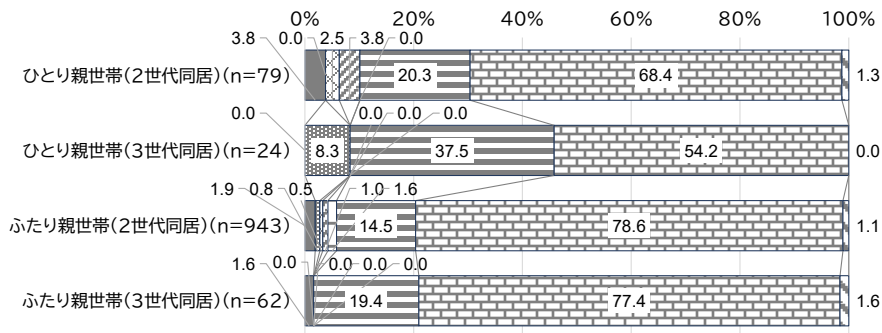 0% 20% 40% 60% 80% 100%
3.8 0.0 2.5 3.8 0.0
ひとり親世帯(2世代同居)(n=79) 20.3 68.4 1.3
0.0 0.0 0.0 0.0
ひとり親世帯(3世代同居)(n=24) 8.3 37.5 54.2 0.0
1.9 0.8 0.5 1.0 1.6
ふたり親世帯(2世代同居)(n=943) 14.5 78.6 1.1
1.6 0.0 0.0 0.0 0.0
ふたり親世帯(3世代同居)(n=62) 19.4 77.4 1.6